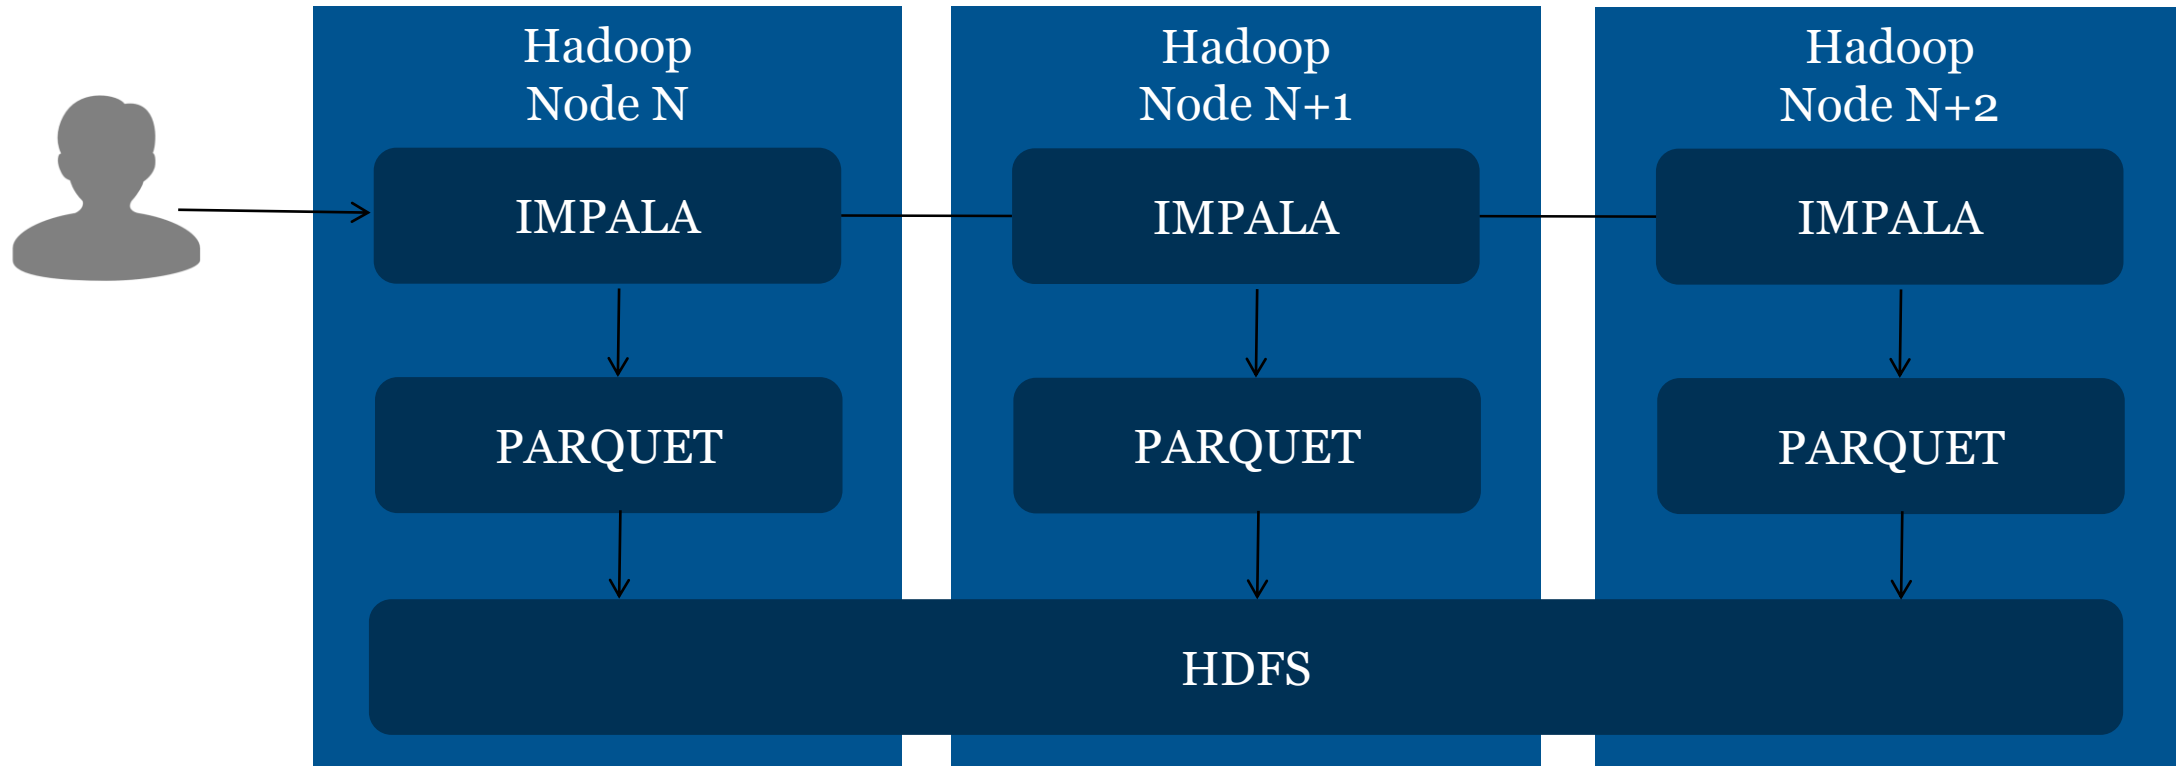 Hadoop
Node N
IMPALA
PARQUET
Hadoop
Node N+1
IMPALA
PARQUET
Hadoop
Node N+2
IMPALA
PARQUET
HDFS